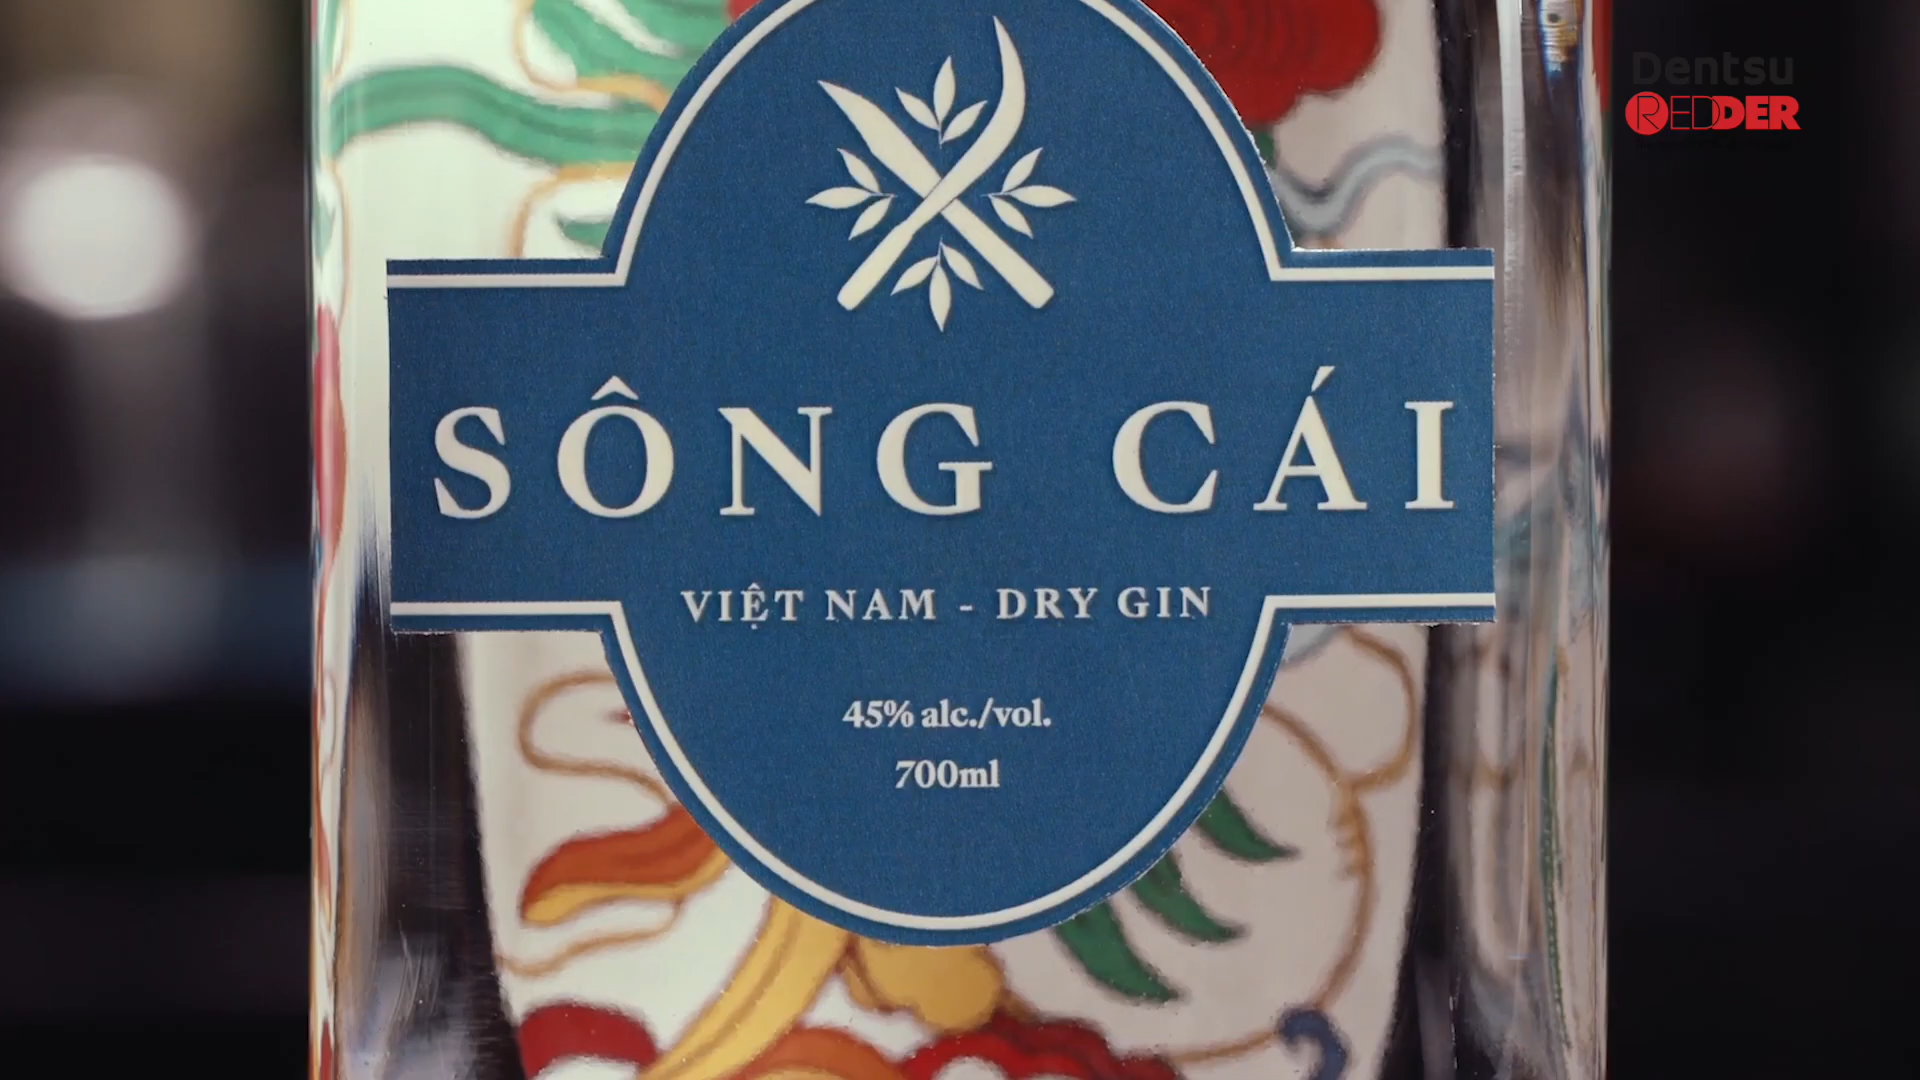 Dentsu
REDDER
SÔNG CÁI
VIỆT NAM - DRY GIN
45% alc./vol.
700ml